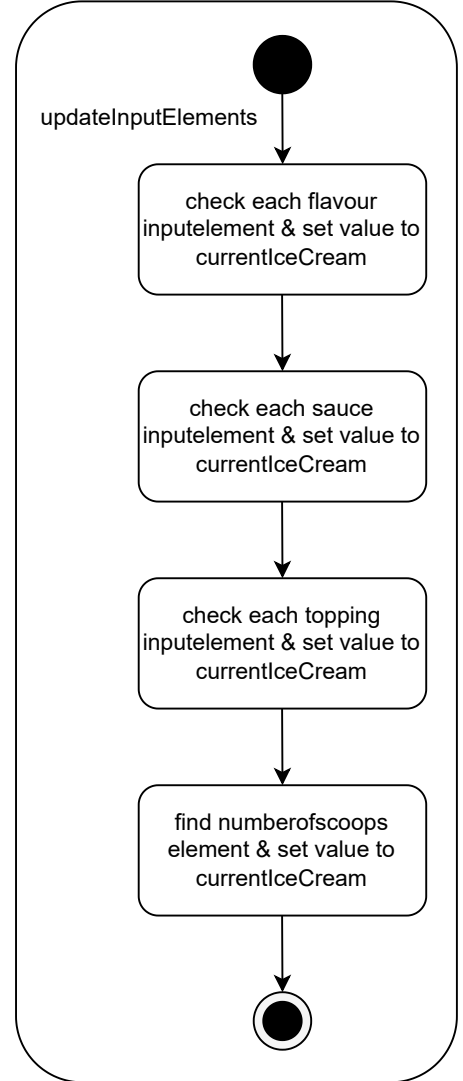 updateInputElements
check each flavour
inputelement & set value to
currentIceCream
check each sauce
inputelement & set value to
currentIceCream
check each topping
inputelement & set value to
currentIceCream
find numberofscoops
element & set value to
currentIceCream